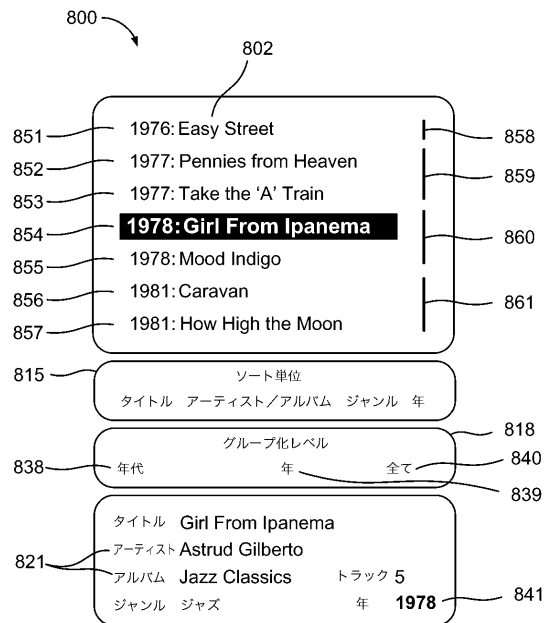 800
802
851 1976: Easy Street 858
852 1977: Pennies from Heaven 859
853 1977: Take the ‘A’ Train
854 1978: Girl From Ipanema 860
855 1978: Mood Indigo
856 1981: Caravan 861
857 1981: How High the Moon
815 ソート単位
タイトル アーティスト／アルバム ジャンル 年
グループ化レベル 818
838 年代 年 全て 840
839
タイトル Girl From Ipanema
アーティスト Astrud Gilberto
821 アルバム Jazz Classics トラック 5
ジャンル ジャズ 年 1978 841